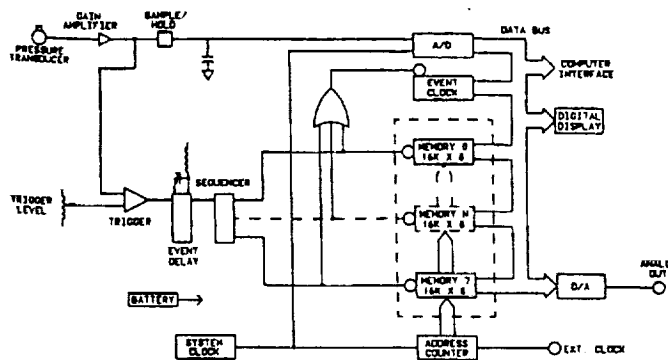 GAIN
AMPLIFIER
SAMPLE/
HOLD
PRESSURE
TRANSDUCER
A/D
DATA BUS
COMPUTER
INTERFACE
EVENT
CLOCK
DIGITAL
DISPLAY
MEMORY 0
16K X 8
SEQUENCER
TRIGGER
LEVEL
TRIGGER
MEMORY N
16K X 8
EVENT
DELAY
MEMORY 7
16K X 8
D/A
ANALOG
OUT
BATTERY
SYSTEM
CLOCK
ADDRESS
COUNTER
EXT. CLOCK